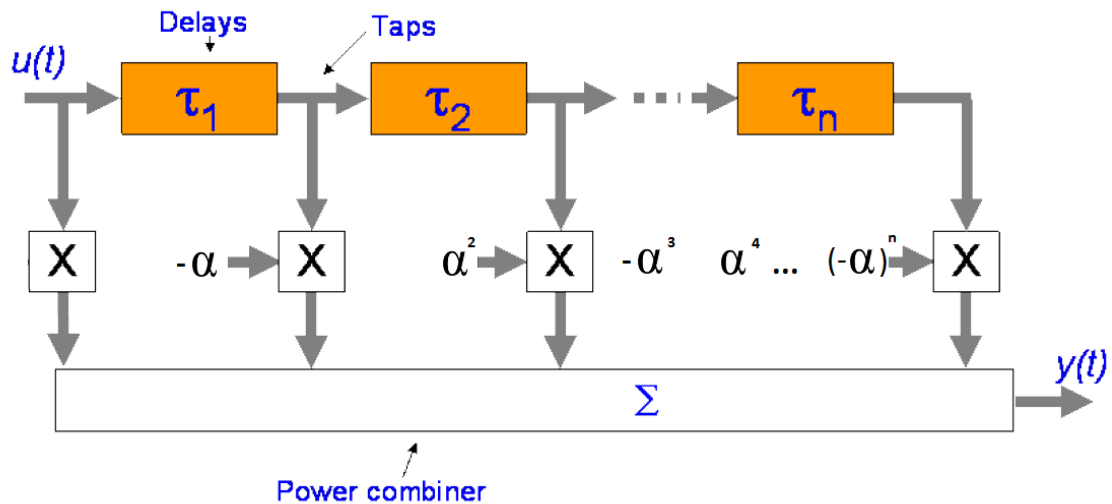 Delays
Taps
u(t)
τ1
τ2
τn
X
-α
X
α²
X
-α³
α⁴ ...
(-α)ⁿ
X
Σ
y(t)
Power combiner